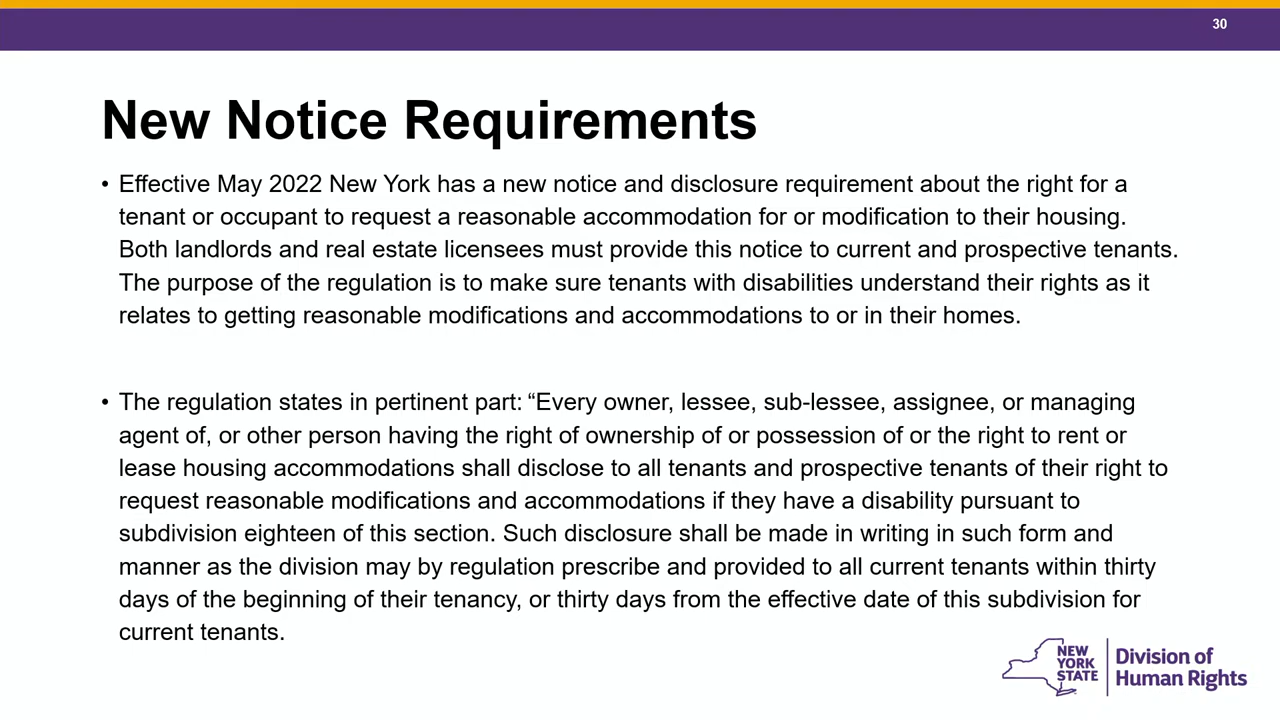 30
New Notice Requirements
• Effective May 2022 New York has a new notice and disclosure requirement about the right for a
tenant or occupant to request a reasonable accommodation for or modification to their housing.
Both landlords and real estate licensees must provide this notice to current and prospective tenants.
The purpose of the regulation is to make sure tenants with disabilities understand their rights as it
relates to getting reasonable modifications and accommodations to or in their homes.
• The regulation states in pertinent part: “Every owner, lessee, sub-lessee, assignee, or managing
agent of, or other person having the right of ownership of or possession of or the right to rent or
lease housing accommodations shall disclose to all tenants and prospective tenants of their right to
request reasonable modifications and accommodations if they have a disability pursuant to
subdivision eighteen of this section. Such disclosure shall be made in writing in such form and
manner as the division may by regulation prescribe and provided to all current tenants within thirty
days of the beginning of their tenancy, or thirty days from the effective date of this subdivision for
current tenants.
NEW
YORK
STATE
Division of
Human Rights